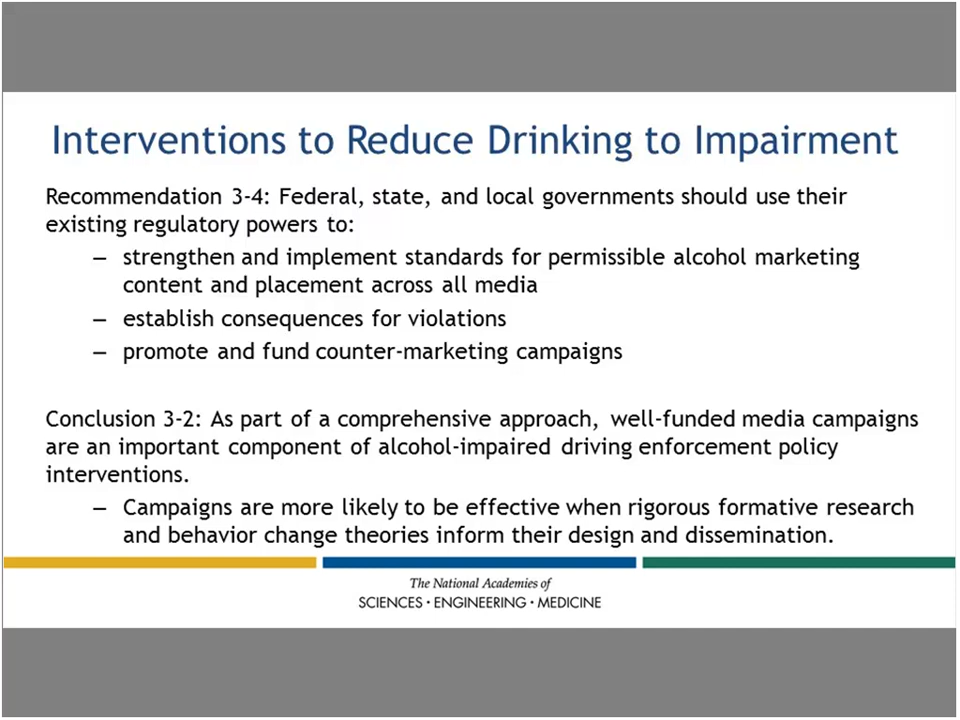 Interventions to Reduce Drinking to Impairment
Recommendation 3-4: Federal, state, and local governments should use their
existing regulatory powers to:
– strengthen and implement standards for permissible alcohol marketing
content and placement across all media
– establish consequences for violations
– promote and fund counter-marketing campaigns
Conclusion 3-2: As part of a comprehensive approach, well-funded media campaigns
are an important component of alcohol-impaired driving enforcement policy
interventions.
– Campaigns are more likely to be effective when rigorous formative research
and behavior change theories inform their design and dissemination.
The National Academies of
SCIENCES · ENGINEERING · MEDICINE